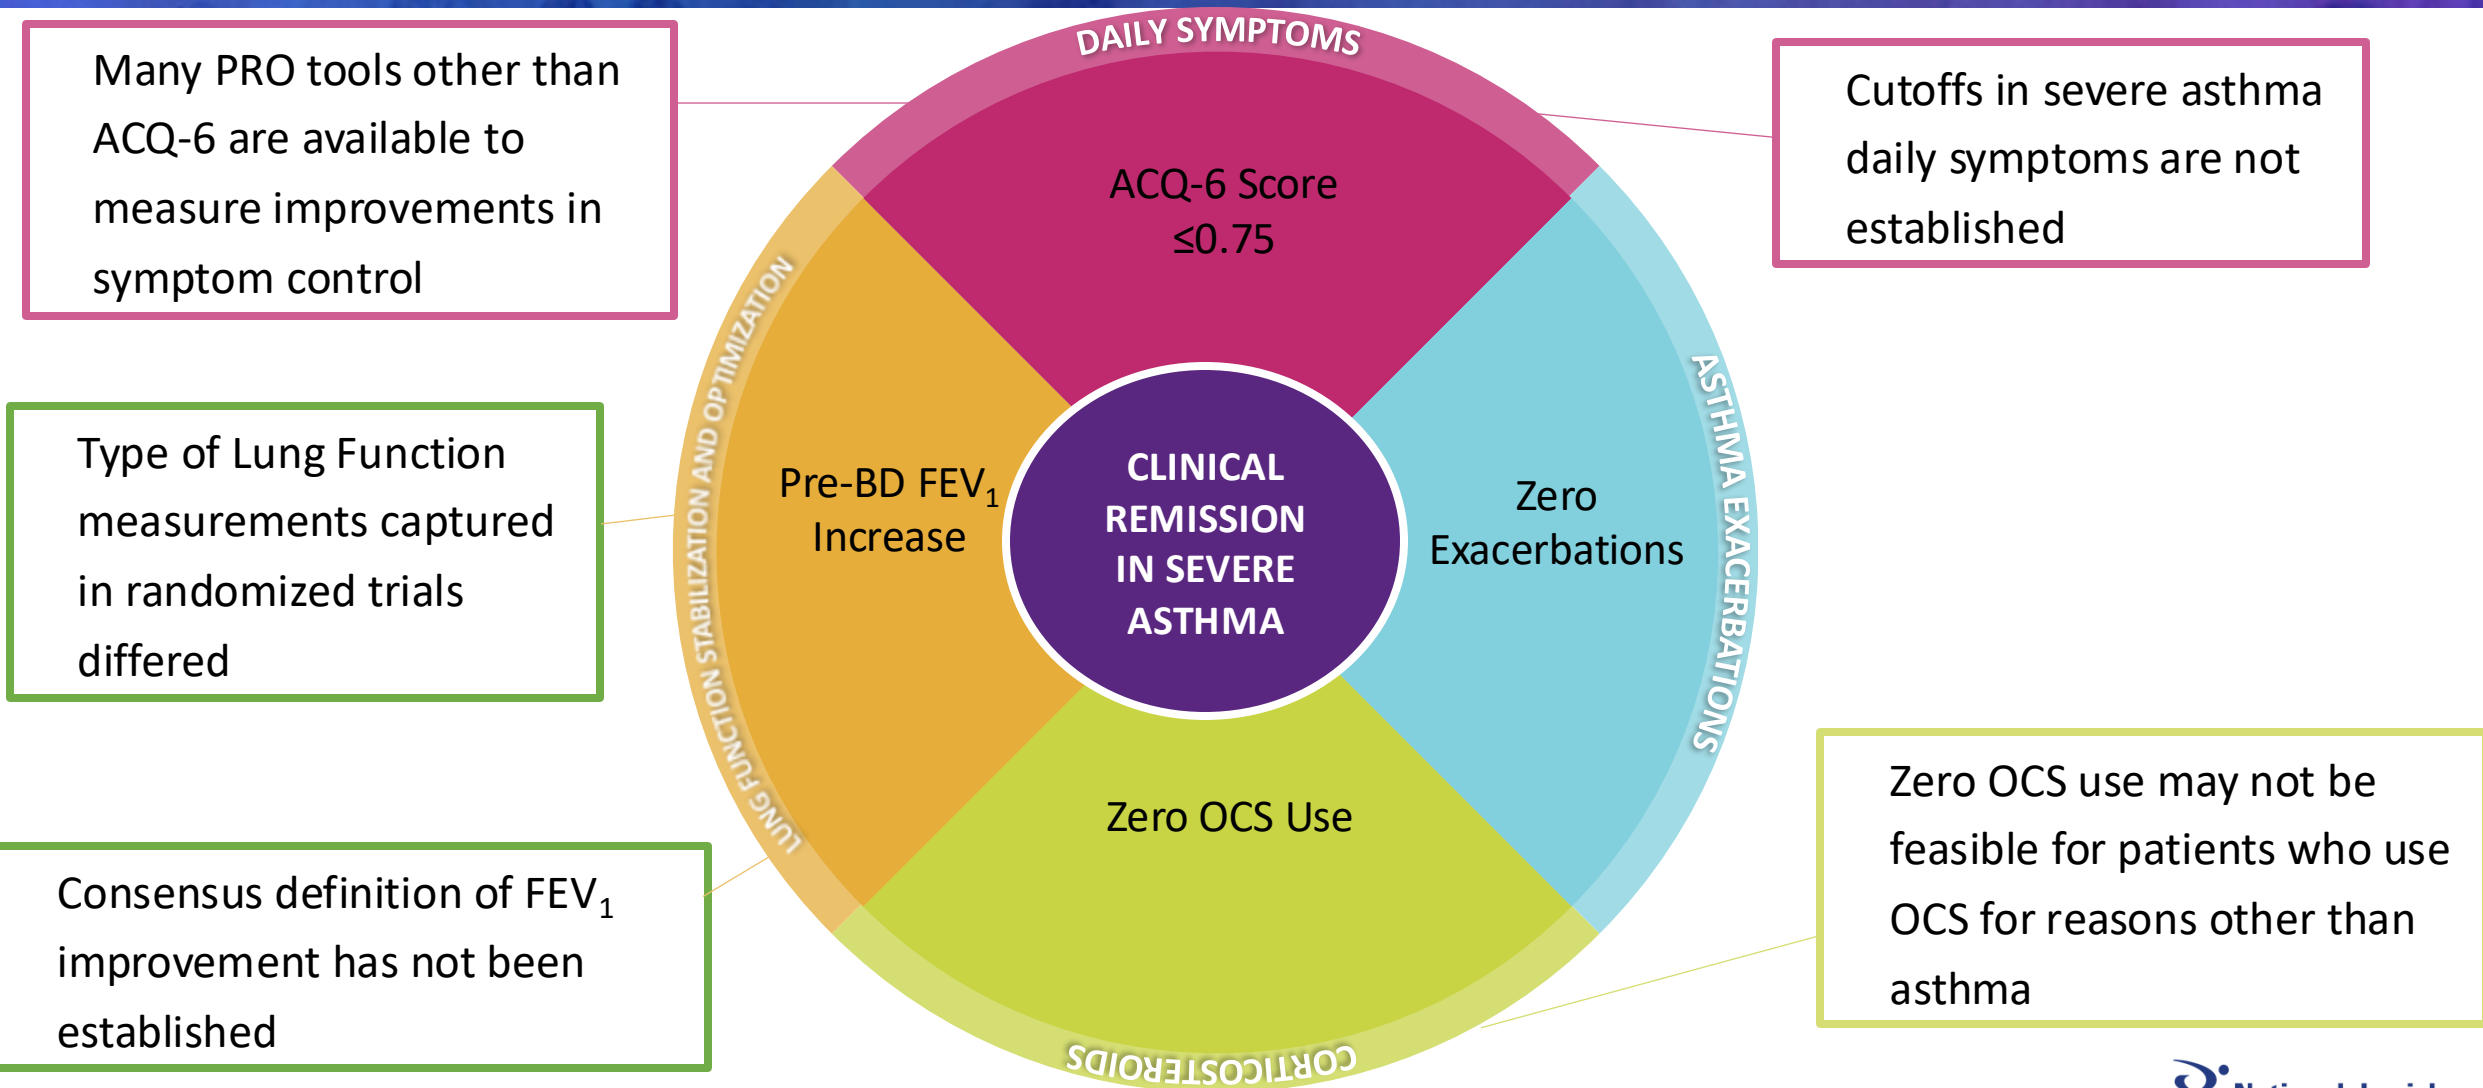 DAILY SYMPTOMS
Many PRO tools other than
ACQ-6 are available to
measure improvements in
symptom control
Cutoffs in severe asthma
daily symptoms are not
established
ACQ-6 Score
≤0.75
LUNG FUNCTION STABILIZATION AND OPTIMIZATION
Type of Lung Function
measurements captured
in randomized trials
differed
Pre-BD FEV₁
Increase
CLINICAL
REMISSION
IN SEVERE
ASTHMA
Zero
Exacerbations
ASTHMA EXACERBATIONS
Zero OCS Use
Consensus definition of FEV₁
improvement has not been
established
Zero OCS use may not be
feasible for patients who use
OCS for reasons other than
asthma
CORTICOSTEROIDS